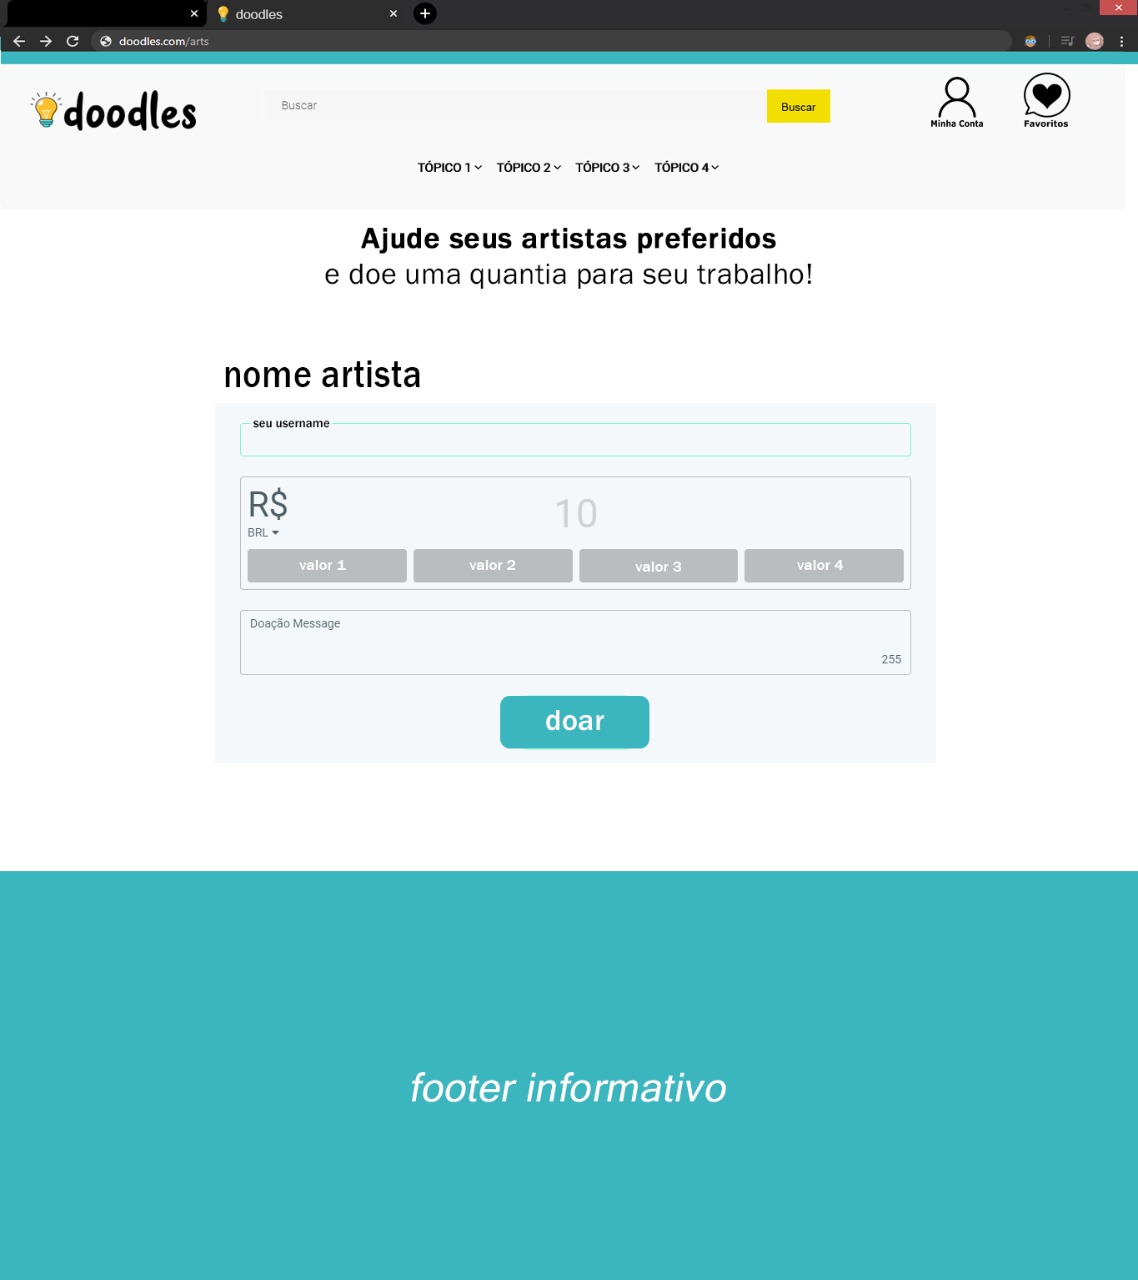 doodles
doodles.com/arts
doodles
Buscar
Buscar
Minha Conta
Favoritos
TÓPICO 1
TÓPICO 2
TÓPICO 3
TÓPICO 4
Ajude seus artistas preferidos
e doe uma quantia para seu trabalho!
nome artista
seu username
R$
10
BRL
valor 1
valor 2
valor 3
valor 4
Doação Message
255
doar
footer informativo